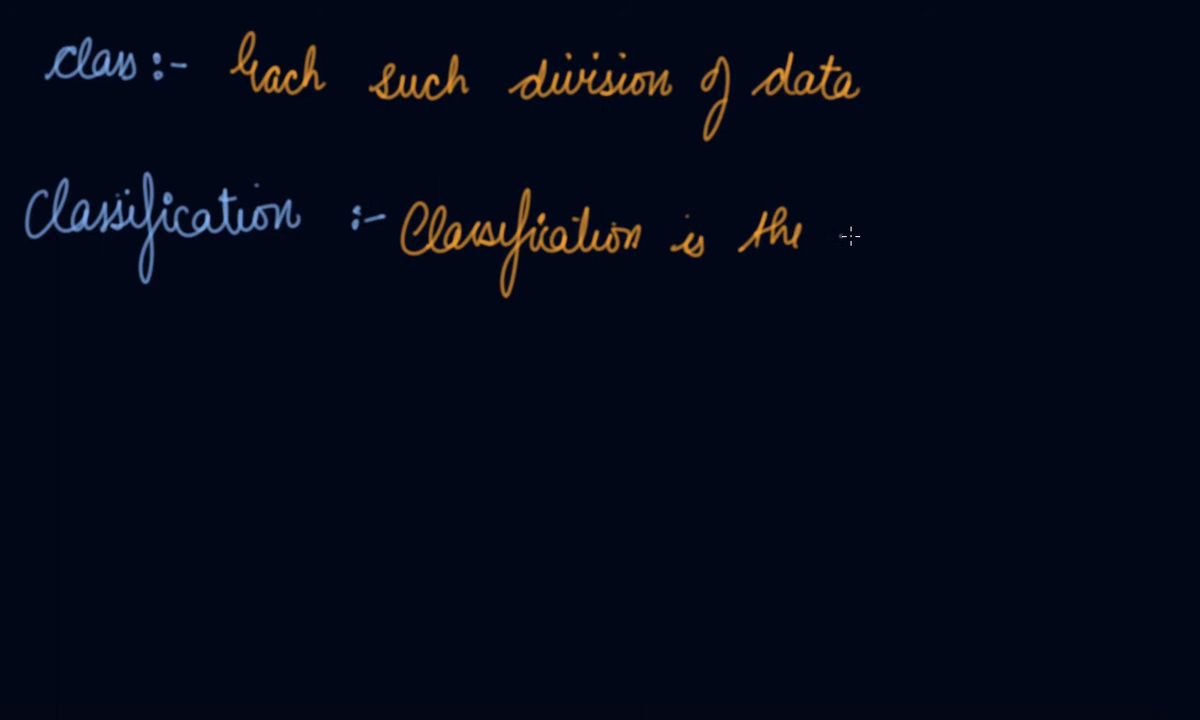 class :- Each such division of data
Classification :- Classification is the